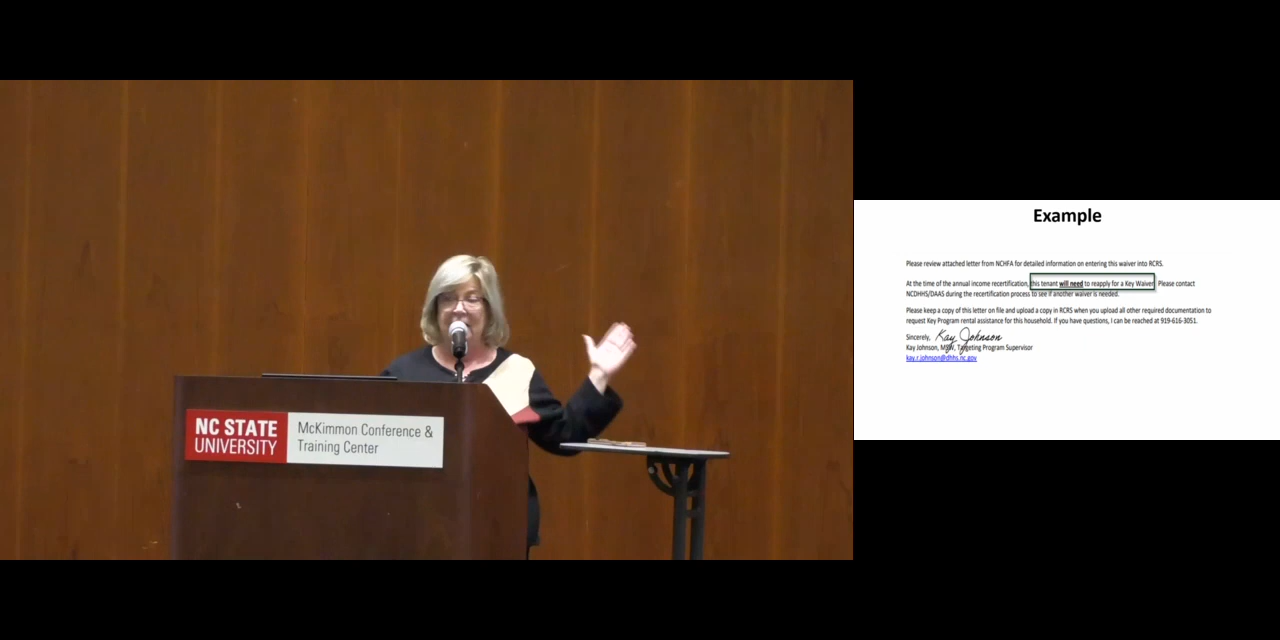 NC STATE
UNIVERSITY
McKimmon Conference &
Training Center
Example
Please review attached letter from NCHFA for detailed information on entering this waiver into RCRS.
At the time of the annual income recertification, this tenant will need to reapply for a Key Waiver. Please contact
NCDHHS/DAAS during the recertification process to see if another waiver is needed.
Please keep a copy of this letter on file and upload a copy in RCRS when you upload all other required documentation to
request Key Program rental assistance for this household. If you have questions, I can be reached at 919-616-3051.
Sincerely, Kay Johnson
Kay Johnson, MSW, Targeting Program Supervisor
kay.r.johnson@dhhs.nc.gov